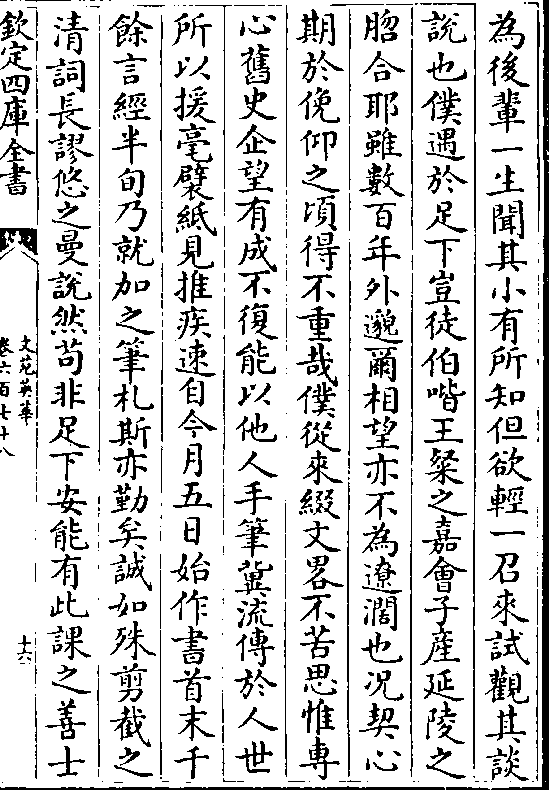 為後輩一生聞其小有所知但欲輕一召來試觀其談
說也僕遇於足下豈徒伯喈王粲之嘉會子產延陵之
脗合耶雖數百年外邈爾相望亦不為遼濶也况契心
期於俛仰之頃得不重哉僕從來綴文畧不苦思惟專
心舊史企望有成不復能以他人手筆冀流傳於人世
所以援毫襞紙見推疾速自今月五日始作書首末千
餘言經半旬乃就加之筆札斯亦勤矣誠如殊剪截之
清詞長謬悠之曼說然苟非足下安能有此課之善士
欽定四庫全書
文苑英華
卷六百七十八
十六